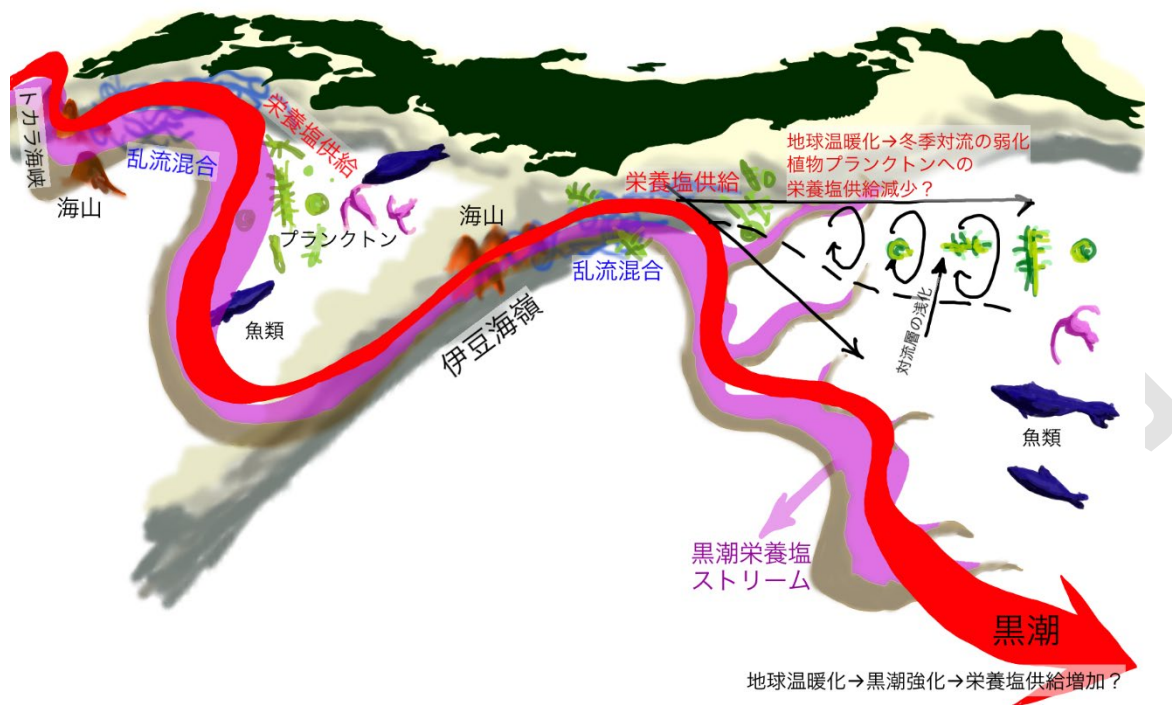 トカラ海峡
海山
乱流混合
栄養塩供給
プランクトン
魚類
海山
伊豆海嶺
乱流混合
栄養塩供給
地球温暖化→冬季対流の弱化
植物プランクトンへの
栄養塩供給減少？
対流層の浅化
魚類
黒潮栄養塩
ストリーム
黒潮
地球温暖化→黒潮強化→栄養塩供給増加？